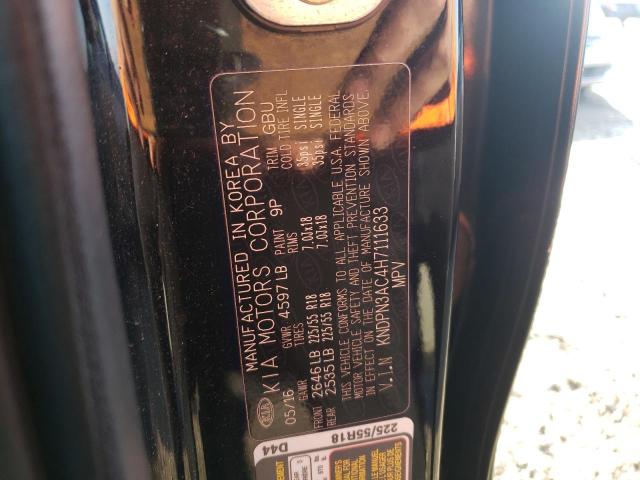 MANUFACTURED IN KOREA BY
KIA KIA MOTORS CORPORATION
05/16 GVWR 4597LB PAINT 9P TRIM GBU
GAWR TIRES RIMS COLD TIRE INFL
FRONT 2646LB 225/55 R18 7.0Jx18 35psi SINGLE
REAR 2535LB 225/55 R18 7.0Jx18 35psi SINGLE
THIS VEHICLE CONFORMS TO ALL APPLICABLE U.S.A. FEDERAL
MOTOR VEHICLE SAFETY AND THEFT PREVENTION STANDARDS
IN EFFECT ON THE DATE OF MANUFACTURE SHOWN ABOVE.
V.I.N KNDPN3AC4H7111633
MPV
D44
225/55R18